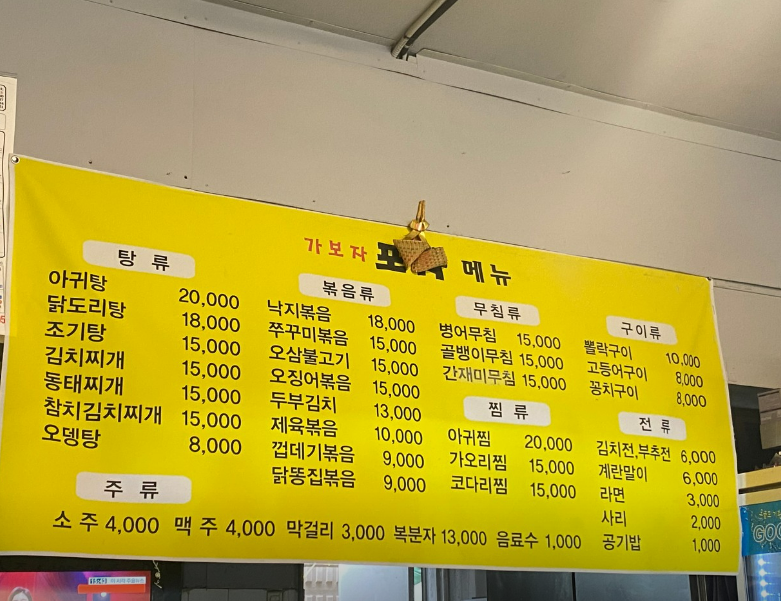 가보자 메뉴
탕 류
아귀탕 20,000
닭도리탕 18,000
조기탕 15,000
김치찌개 15,000
동태찌개 15,000
참치김치찌개 15,000
오뎅탕 8,000
볶음류
낙지볶음 18,000
쭈꾸미볶음 15,000
오삼불고기 15,000
오징어볶음 15,000
두부김치 13,000
제육볶음 10,000
껍데기볶음 9,000
닭똥집볶음 9,000
무침류
병어무침 15,000
골뱅이무침 15,000
간재미무침 15,000
찜 류
아귀찜 20,000
가오리찜 15,000
코다리찜 15,000
구이류
뽈락구이 10,000
고등어구이 8,000
꽁치구이 8,000
전 류
김치전,부추전 6,000
계란말이 6,000
라면 3,000
사리 2,000
공기밥 1,000
주 류
소 주 4,000 맥 주 4,000 막걸리 3,000 복분자 13,000 음료수 1,000